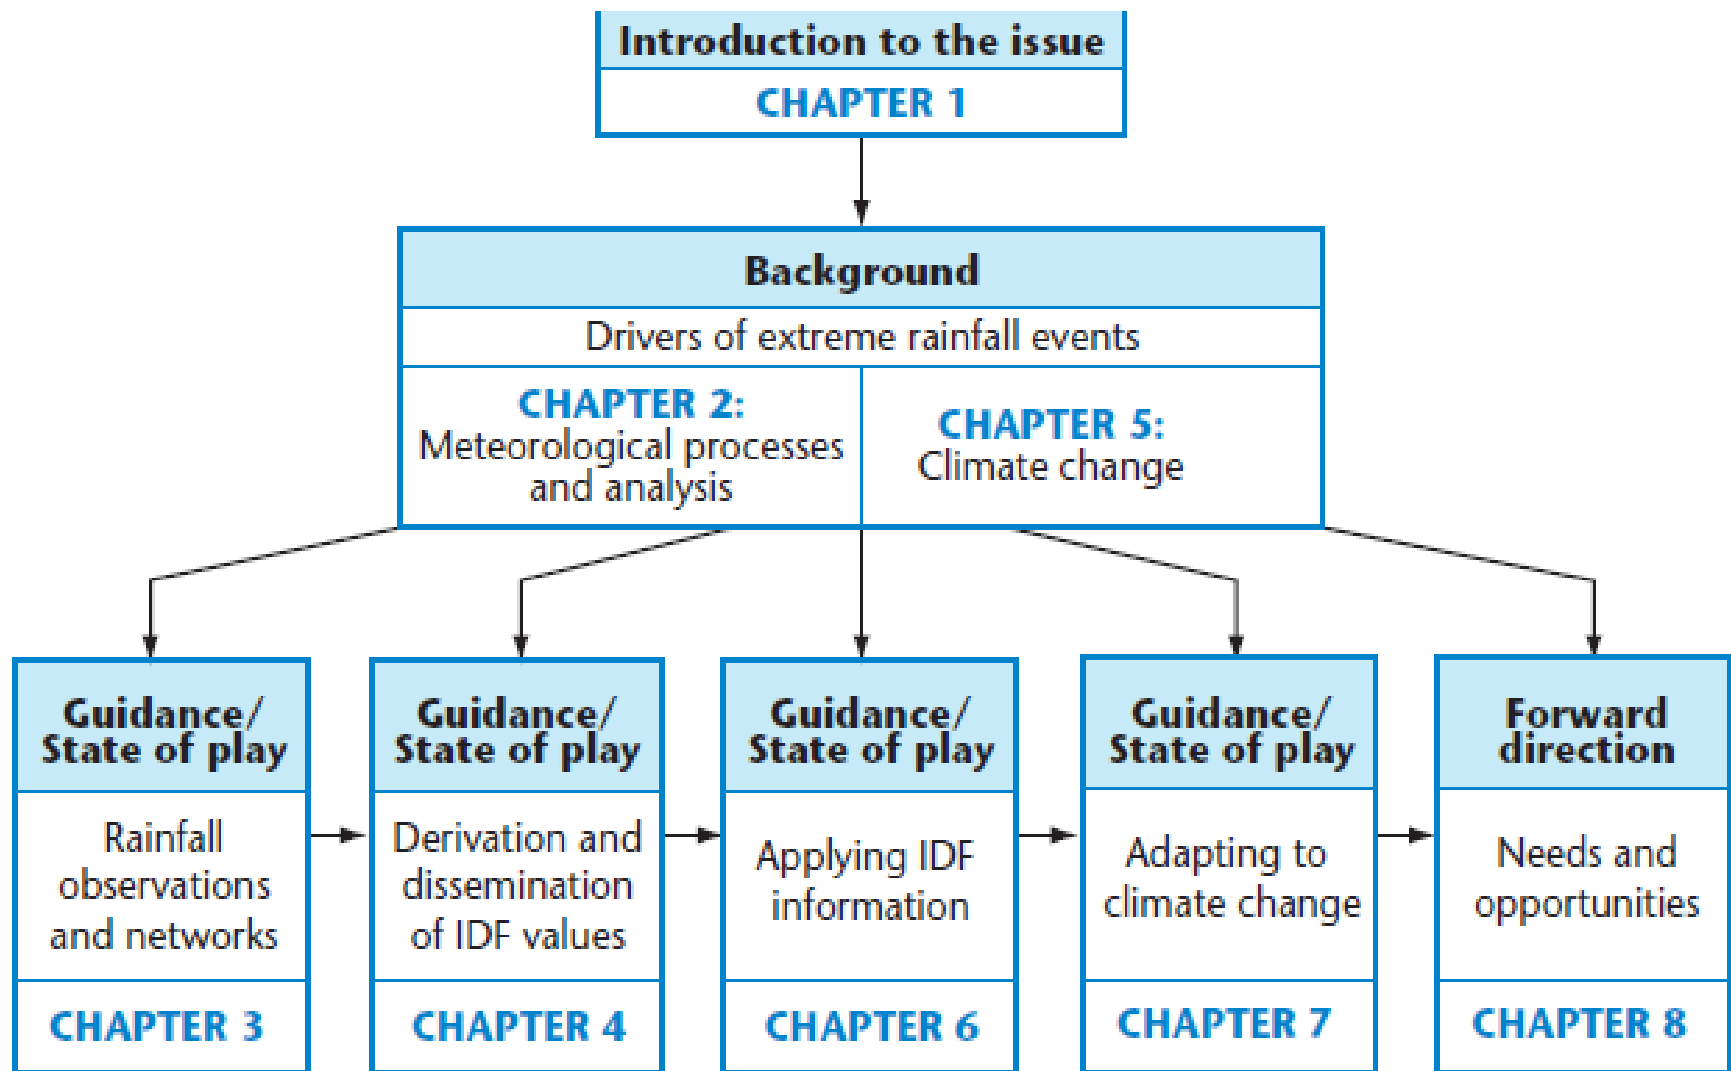 Introduction to the issue
CHAPTER 1
Background
Drivers of extreme rainfall events
CHAPTER 2:
Meteorological processes
and analysis
CHAPTER 5:
Climate change
Guidance/
State of play
Rainfall
observations
and networks
CHAPTER 3
Guidance/
State of play
Derivation and
dissemination
of IDF values
CHAPTER 4
Guidance/
State of play
Applying IDF
information
CHAPTER 6
Guidance/
State of play
Adapting to
climate change
CHAPTER 7
Forward
direction
Needs and
opportunities
CHAPTER 8